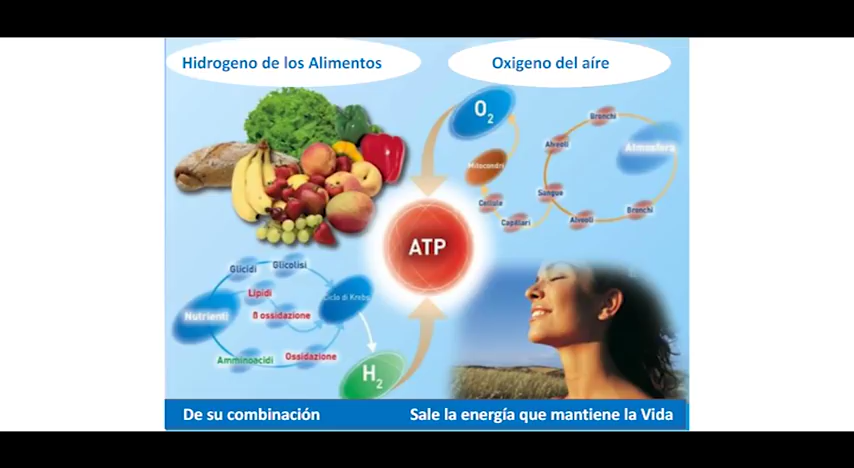 Hidrogeno de los Alimentos
Oxigeno del aíre
O2
Bronchi
Alveoli
Atmosfera
Mitocondri
Sangue
Cellule
Capillari
Alveoli
Bronchi
ATP
Glicidi
Glicolisi
Lipidi
Ciclo di Krebs
Nutrienti
ß ossidazione
Amminoacidi
Ossidazione
H2
De su combinación
Sale la energía que mantiene la Vida